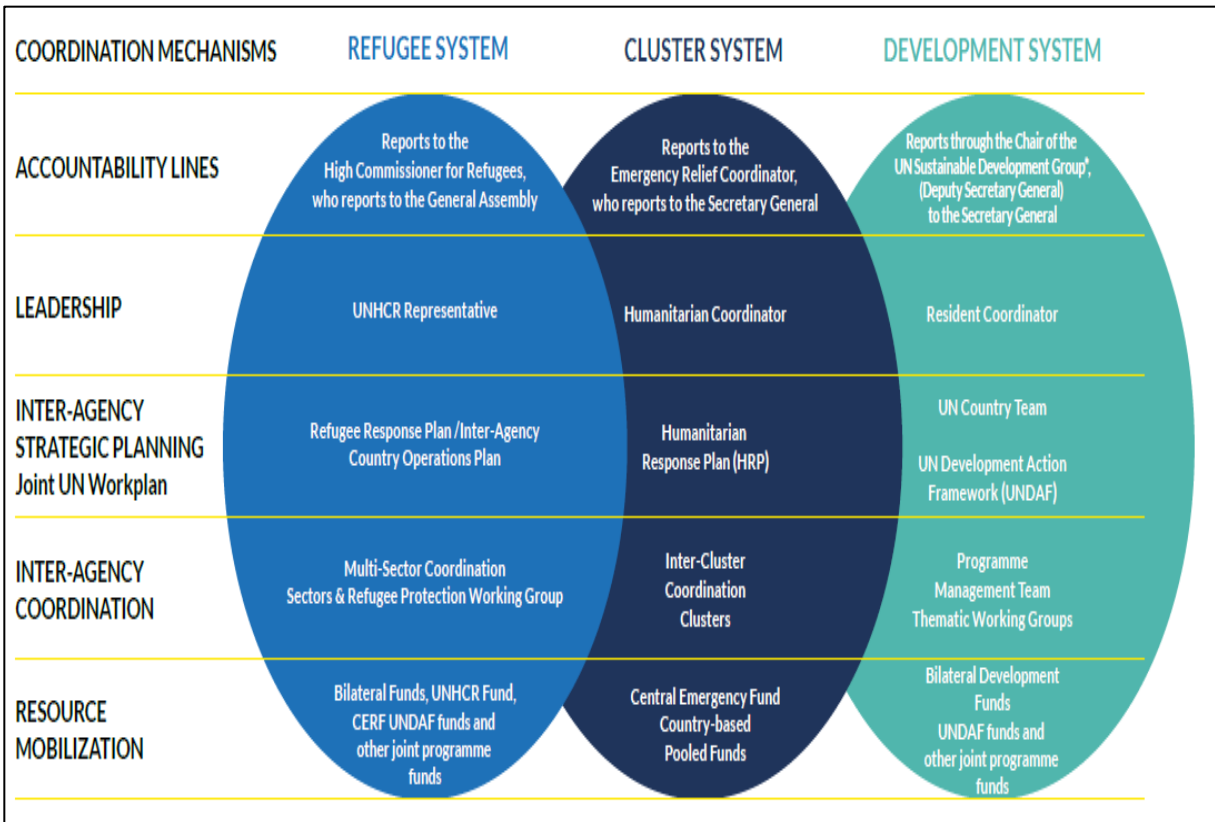 COORDINATION MECHANISMS
REFUGEE SYSTEM
CLUSTER SYSTEM
DEVELOPMENT SYSTEM
ACCOUNTABILITY LINES
Reports to the
High Commissioner for Refugees,
who reports to the General Assembly
Reports to the
Emergency Relief Coordinator,
who reports to the Secretary General
Reports through the Chair of the
UN Sustainable Development Group*,
(Deputy Secretary General)
to the Secretary General
LEADERSHIP
UNHCR Representative
Humanitarian Coordinator
Resident Coordinator
INTER-AGENCY
STRATEGIC PLANNING
Joint UN Workplan
Refugee Response Plan /Inter-Agency
Country Operations Plan
Humanitarian
Response Plan (HRP)
UN Country Team
UN Development Action
Framework (UNDAF)
INTER-AGENCY
COORDINATION
Multi-Sector Coordination
Sectors & Refugee Protection Working Group
Inter-Cluster
Coordination
Clusters
Programme
Management Team
Thematic Working Groups
RESOURCE
MOBILIZATION
Bilateral Funds, UNHCR Fund,
CERF UNDAF funds and
other joint programme
funds
Central Emergency Fund
Country-based
Pooled Funds
Bilateral Development
Funds
UNDAF funds and
other joint programme
funds